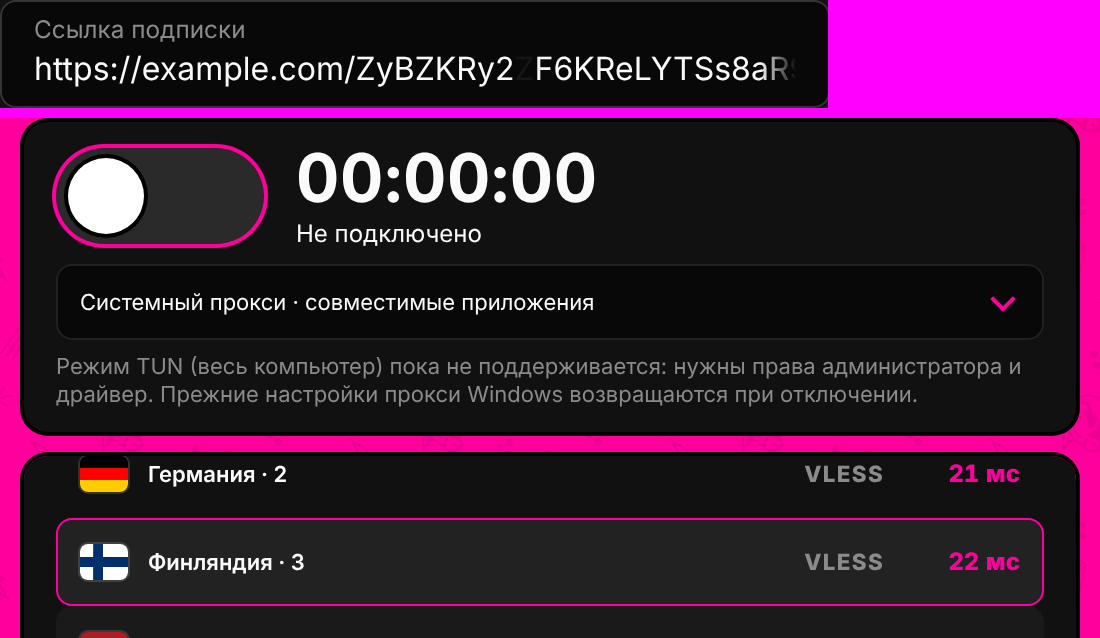 Ссылка подписки
https://example.com/ZyBZKRy2ZF6KReLYTSs8aR9
00:00:00
Не подключено
Системный прокси · совместимые приложения
Режим TUN (весь компьютер) пока не поддерживается: нужны права администратора и
драйвер. Прежние настройки прокси Windows возвращаются при отключении.
Германия · 2 VLESS 21 мс
Финляндия · 3 VLESS 22 мс